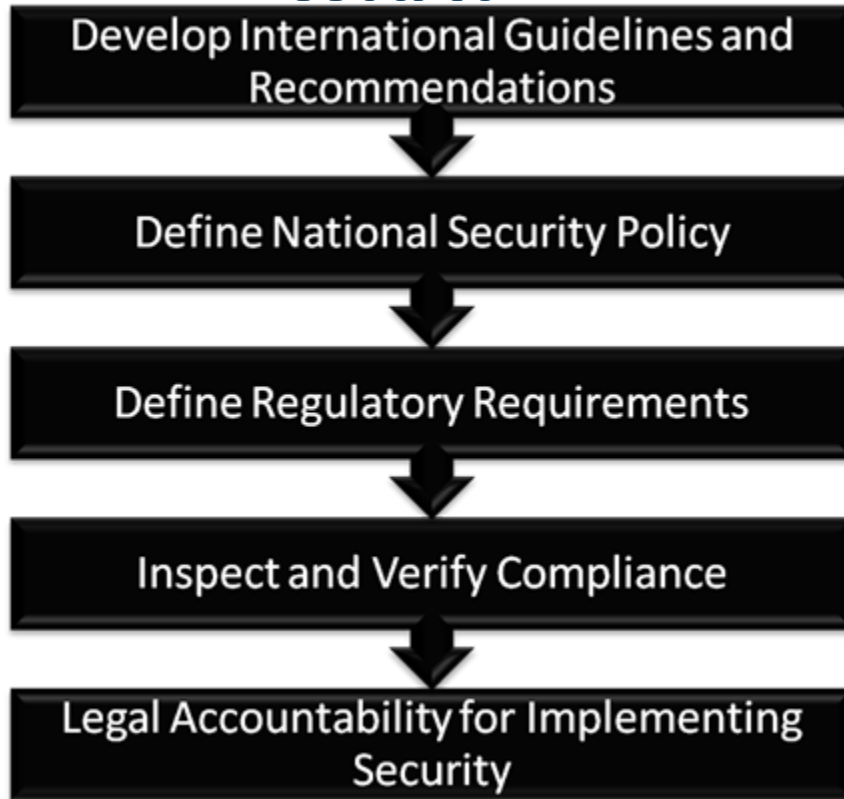 Develop International Guidelines and
Recommendations
Define National Security Policy
Define Regulatory Requirements
Inspect and Verify Compliance
Legal Accountability for Implementing
Security